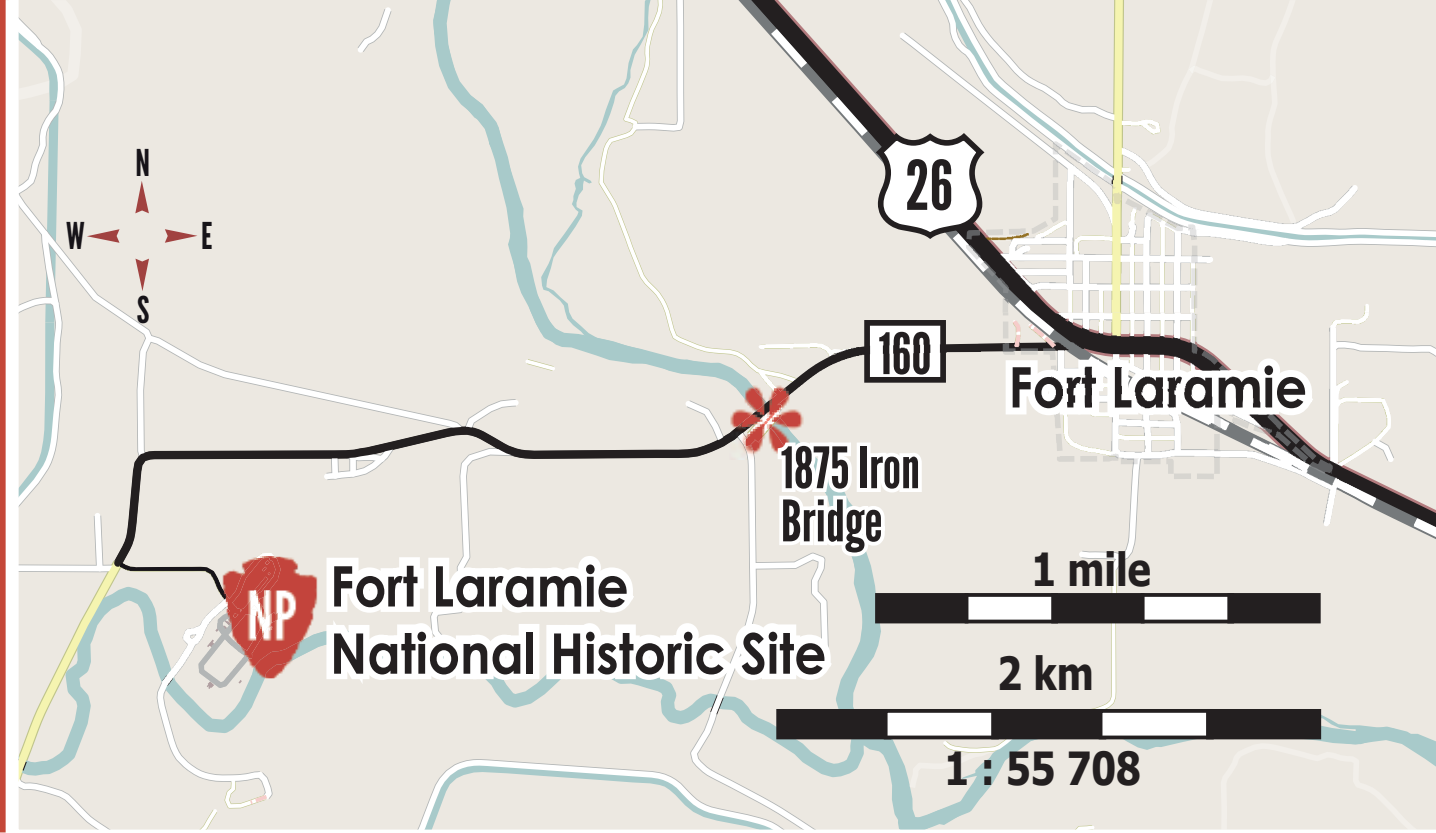 N
W E
S
26
160
Fort Laramie
1875 Iron
Bridge
NP
Fort Laramie
National Historic Site
1 mile
2 km
1 : 55 708